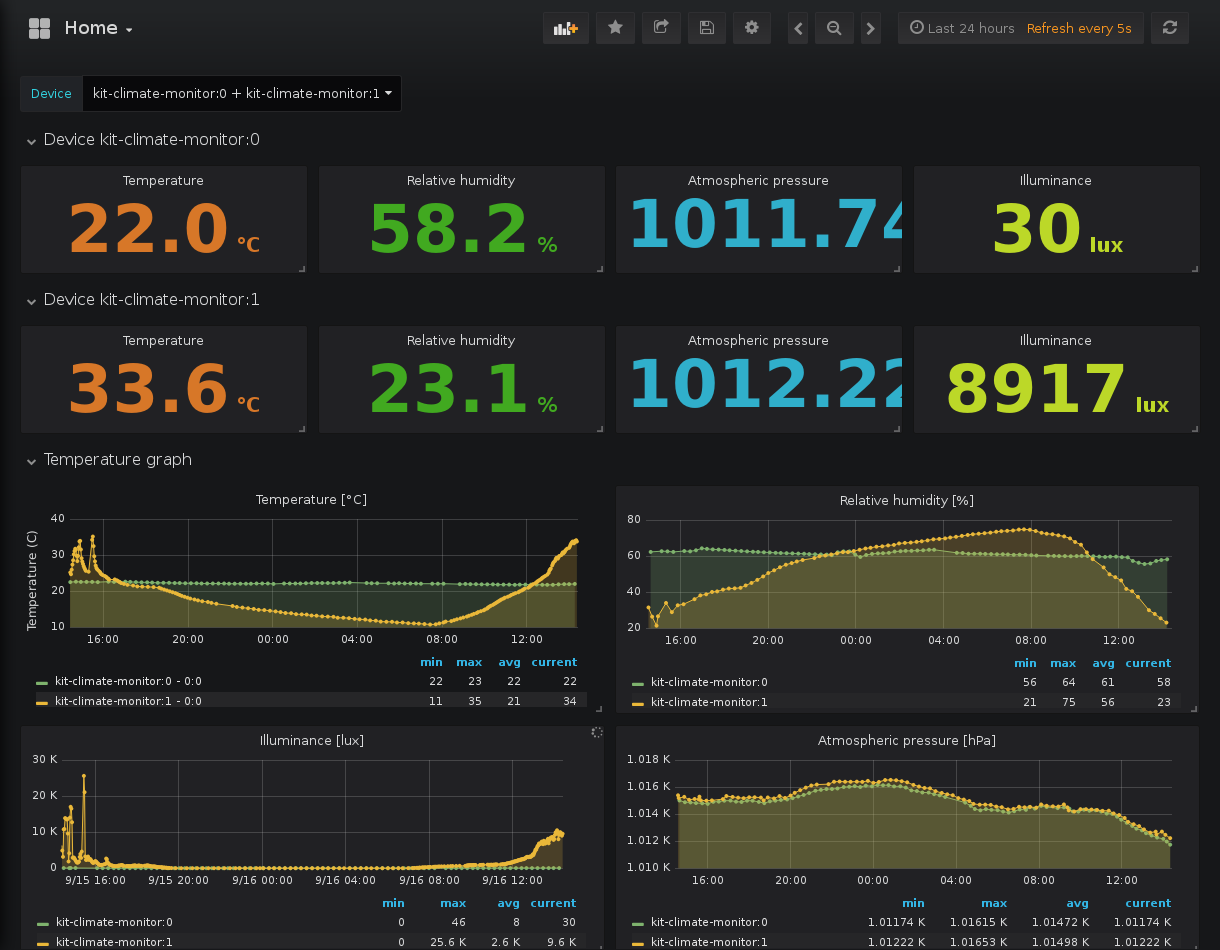 Home
Last 24 hours Refresh every 5s
Device kit-climate-monitor:0 + kit-climate-monitor:1
Device kit-climate-monitor:0
Temperature Relative humidity Atmospheric pressure Illuminance
22.0 °C 58.2 % 1011.74 30 lux
Device kit-climate-monitor:1
Temperature Relative humidity Atmospheric pressure Illuminance
33.6 °C 23.1 % 1012.22 8917 lux
Temperature graph
Temperature [°C]
Temperature (C)
40
30
20
10
16:00 20:00 00:00 04:00 08:00 12:00
min max avg current
kit-climate-monitor:0 - 0:0 22 23 22 22
kit-climate-monitor:1 - 0:0 11 35 21 34
Relative humidity [%]
80
60
40
20
16:00 20:00 00:00 04:00 08:00 12:00
min max avg current
kit-climate-monitor:0 56 64 61 58
kit-climate-monitor:1 21 75 56 23
Illuminance [lux]
30 K
20 K
10 K
0
9/15 16:00 9/15 20:00 9/16 00:00 9/16 04:00 9/16 08:00 9/16 12:00
min max avg current
kit-climate-monitor:0 0 46 8 30
kit-climate-monitor:1 0 25.6 K 2.6 K 9.6 K
Atmospheric pressure [hPa]
1.018 K
1.016 K
1.014 K
1.012 K
1.010 K
16:00 20:00 00:00 04:00 08:00 12:00
min max avg current
kit-climate-monitor:0 1.01174 K 1.01615 K 1.01472 K 1.01174 K
kit-climate-monitor:1 1.01222 K 1.01653 K 1.01498 K 1.01222 K